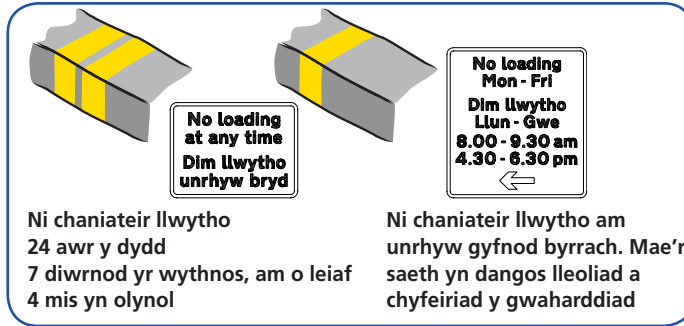 No loading
at any time
Dim llwytho
unrhyw bryd
No loading
Mon - Fri
Dim llwytho
Llun - Gwe
8.00 - 9.30 am
4.30 - 6.30 pm
Ni chaniateir llwytho
24 awr y dydd
7 diwrnod yr wythnos, am o leiaf
4 mis yn olynol
Ni chaniateir llwytho am
unrhyw gyfnod byrrach. Mae'r
saeth yn dangos lleoliad a
chyfeiriad y gwaharddiad